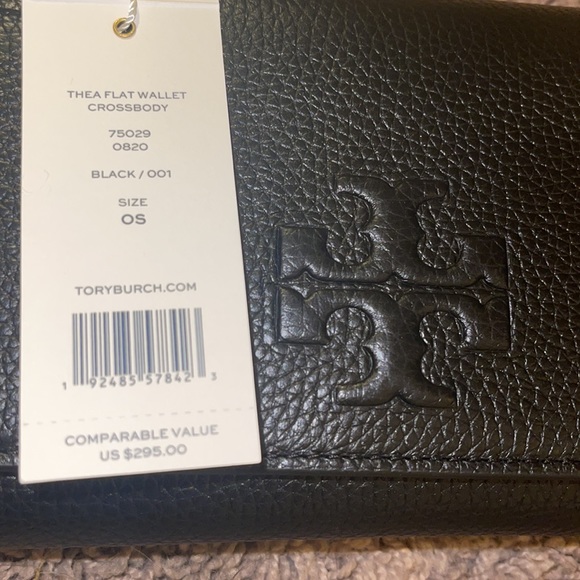 THEA FLAT WALLET
CROSSBODY
75029
0820
BLACK / 001
SIZE
OS
TORYBURCH.COM
1 92485 57842 3
COMPARABLE VALUE
US $295.00